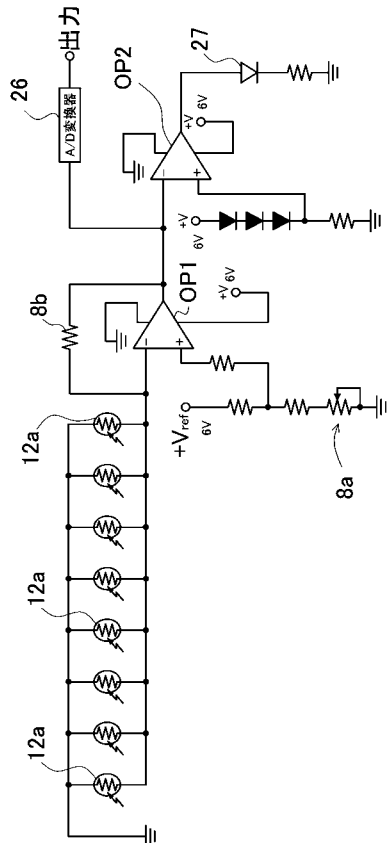 26
A/D変換器
出力
OP2
27
+V
6V
+V
6V
8b
OP1
+V
6V
12a
12a
12a
+Vref
6V
8a
−
+
−
+